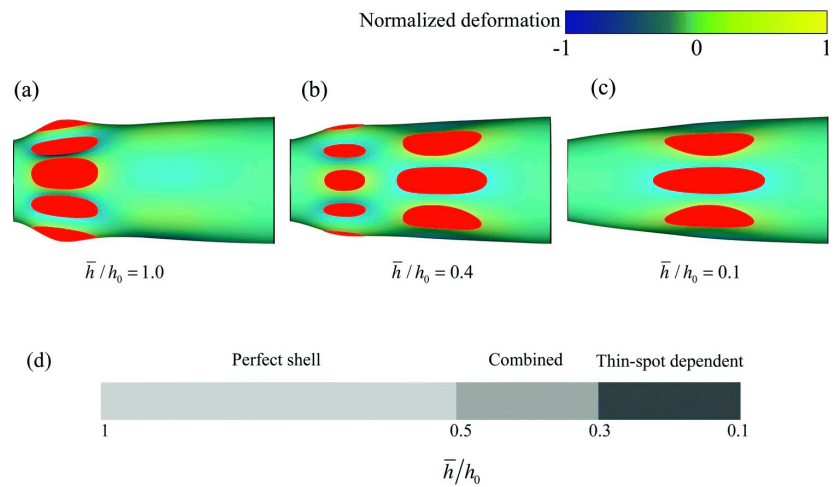 Normalized deformation
-1 0 1
(a) (b) (c)
h̅ / h₀ = 1.0 h̅ / h₀ = 0.4 h̅ / h₀ = 0.1
(d)
Perfect shell Combined Thin-spot dependent
1 0.5 0.3 0.1
h̅/h₀